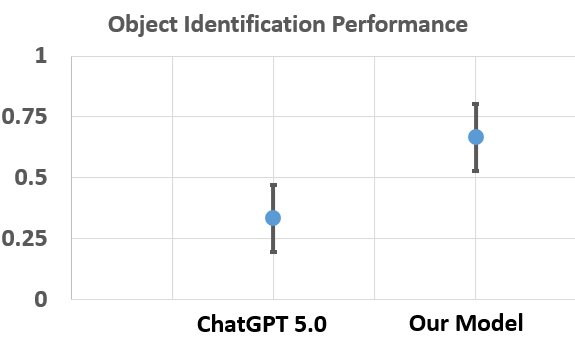 Object Identification Performance
1
0.75
0.5
0.25
0
ChatGPT 5.0 Our Model